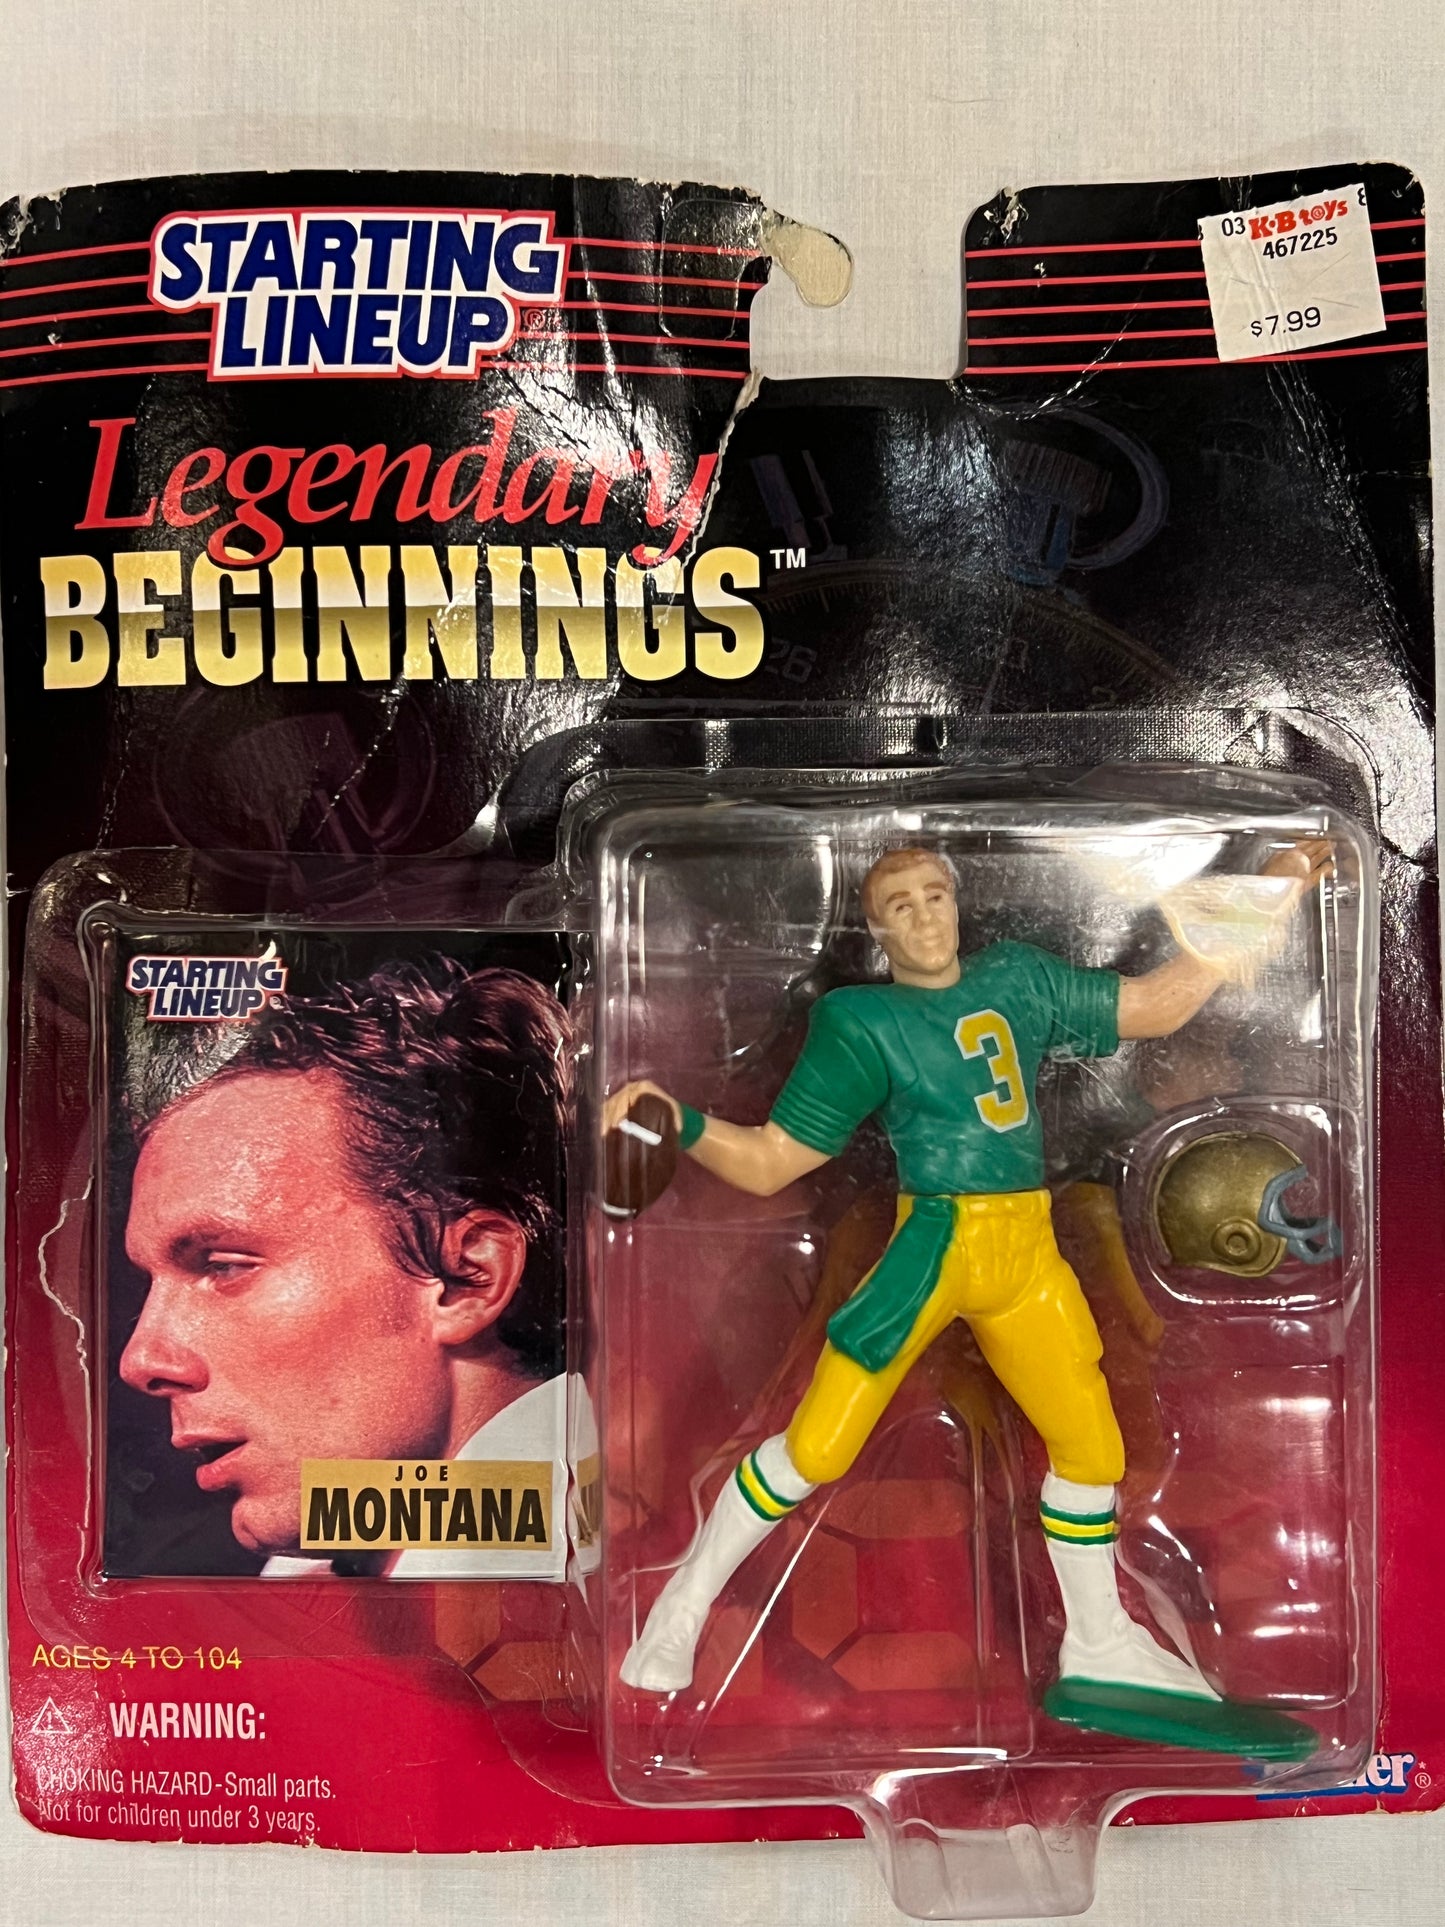 STARTING
LINEUP®
03 K·B toys 8
467225
$7.99
Legendary
BEGINNINGS™
26
STARTING
LINEUP
3
JOE
MONTANA
AGES 4 TO 104
WARNING:
CHOKING HAZARD-Small parts.
Not for children under 3 years.